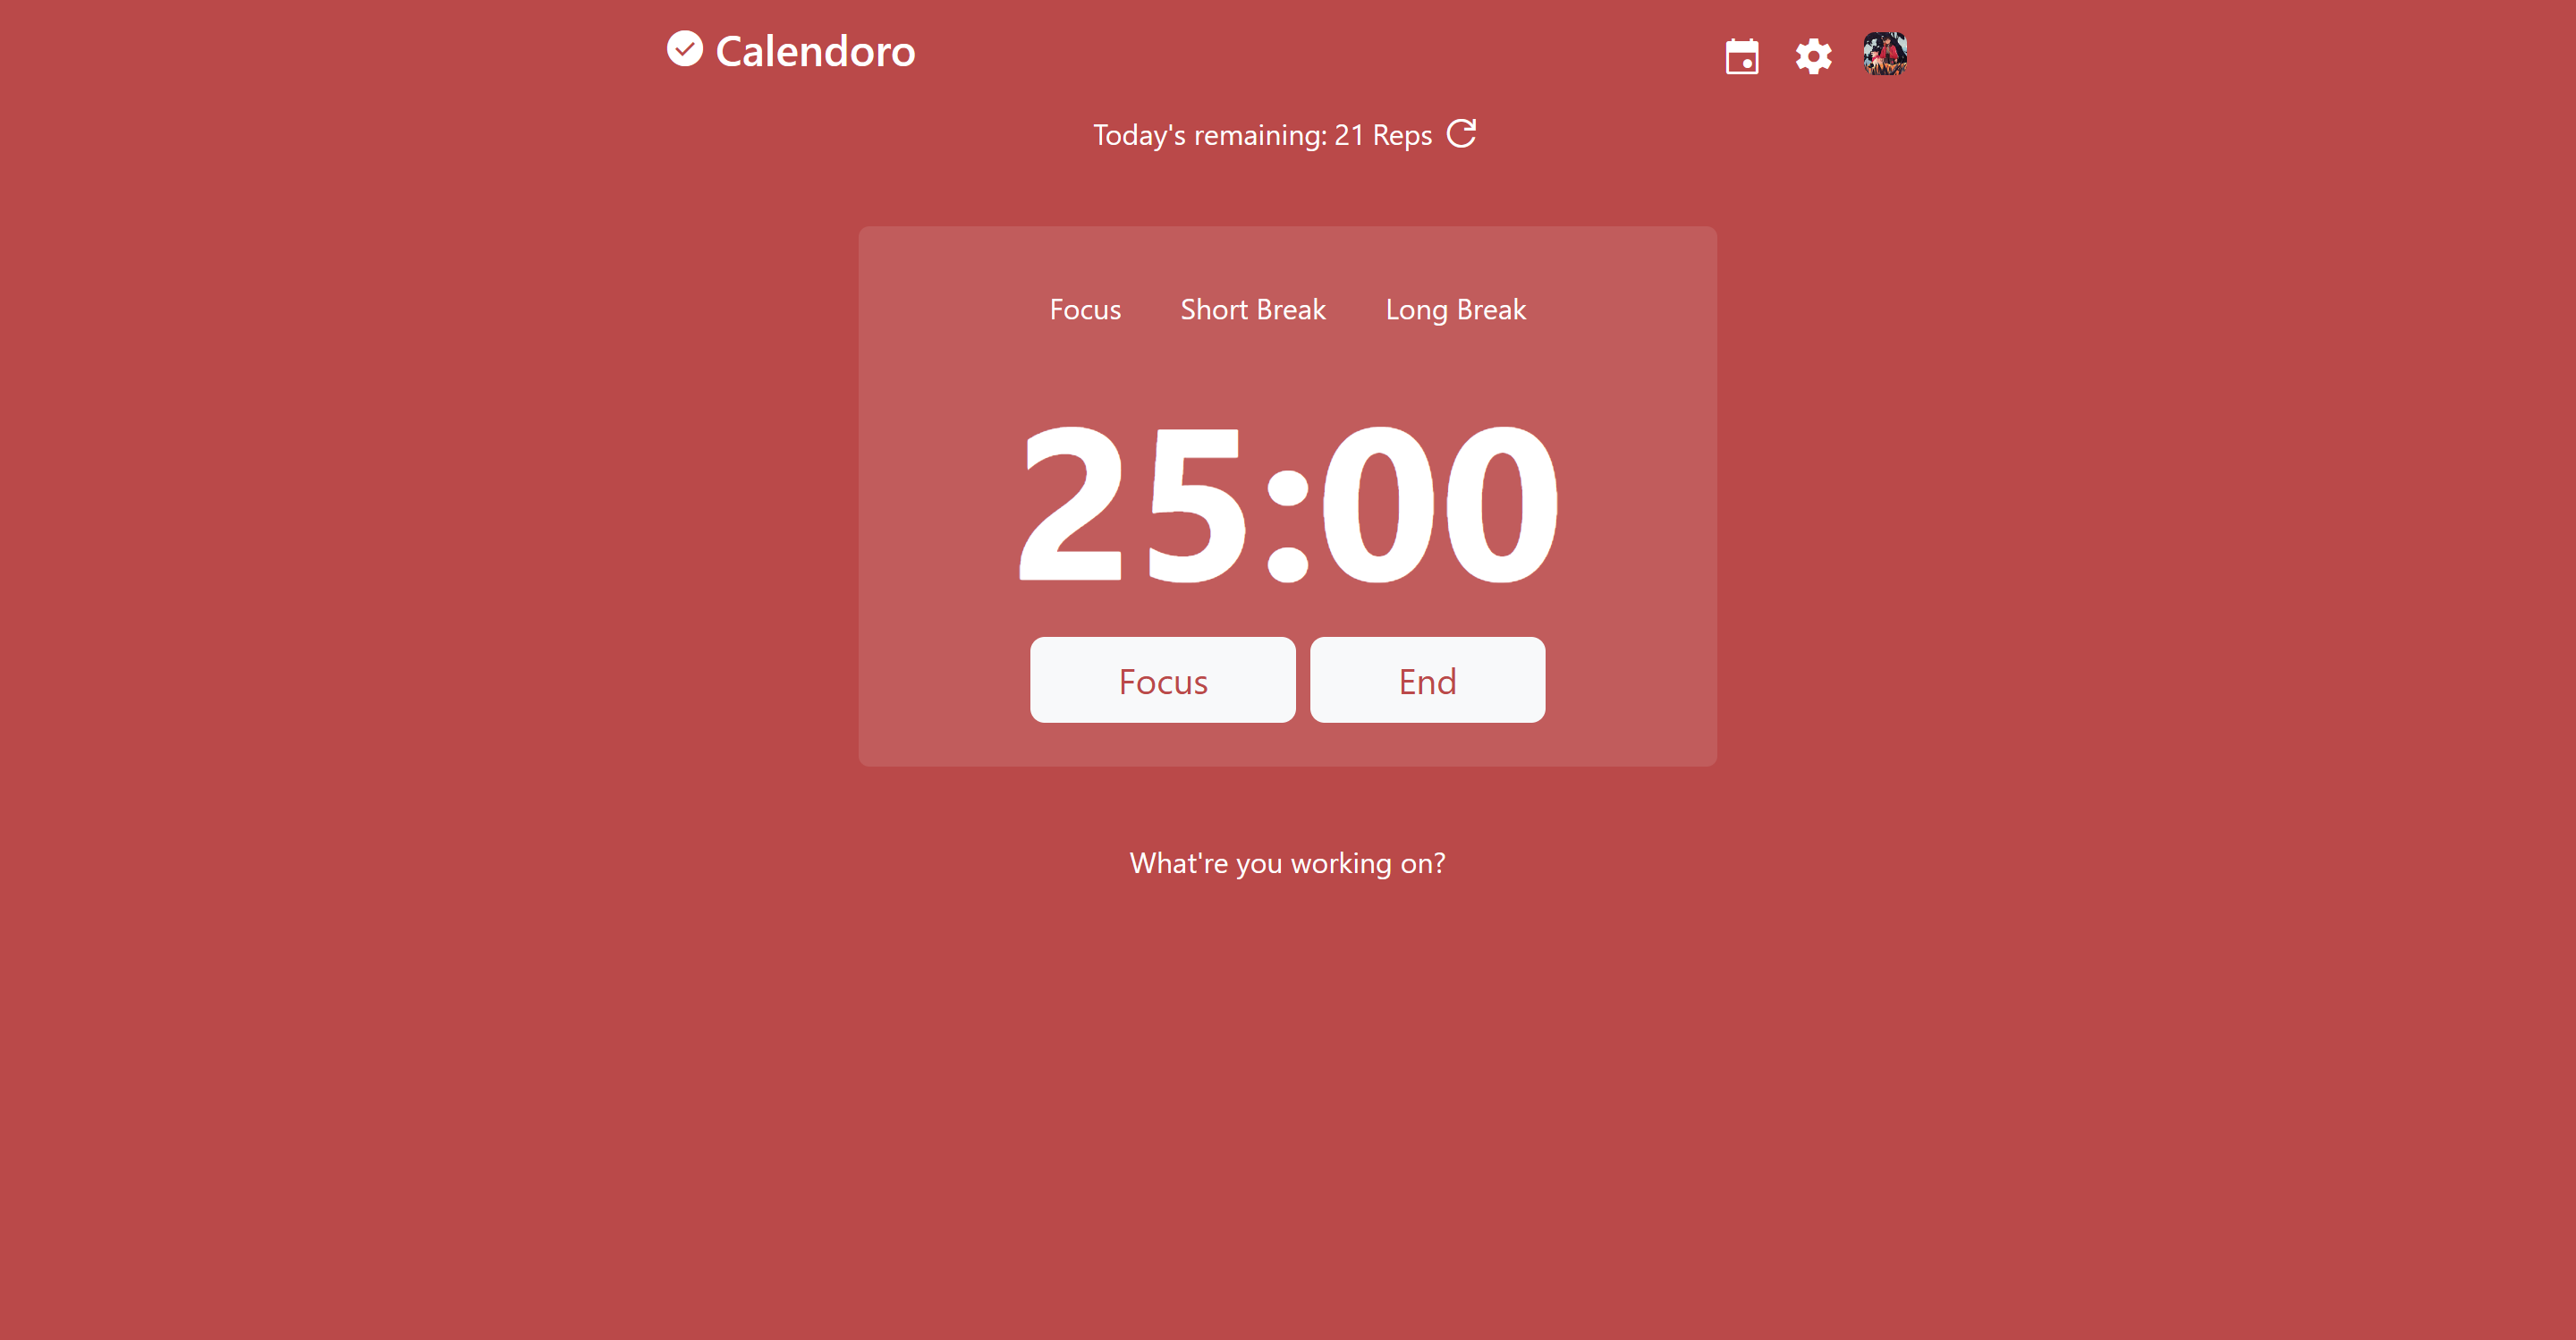 Calendoro
Today's remaining: 21 Reps
Focus Short Break Long Break
25:00
Focus End
What're you working on?